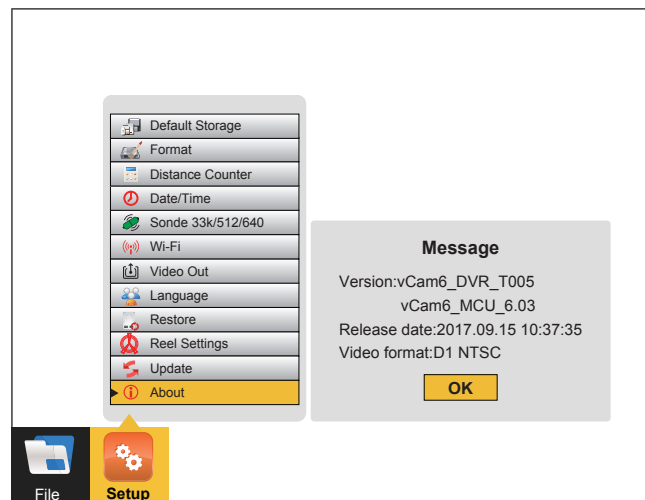 Default Storage
Format
Distance Counter
Date/Time
Sonde 33k/512/640
Wi-Fi
Video Out
Language
Restore
Reel Settings
Update
About
Message
Version:vCam6_DVR_T005
vCam6_MCU_6.03
Release date:2017.09.15 10:37:35
Video format:D1 NTSC
OK
File
Setup